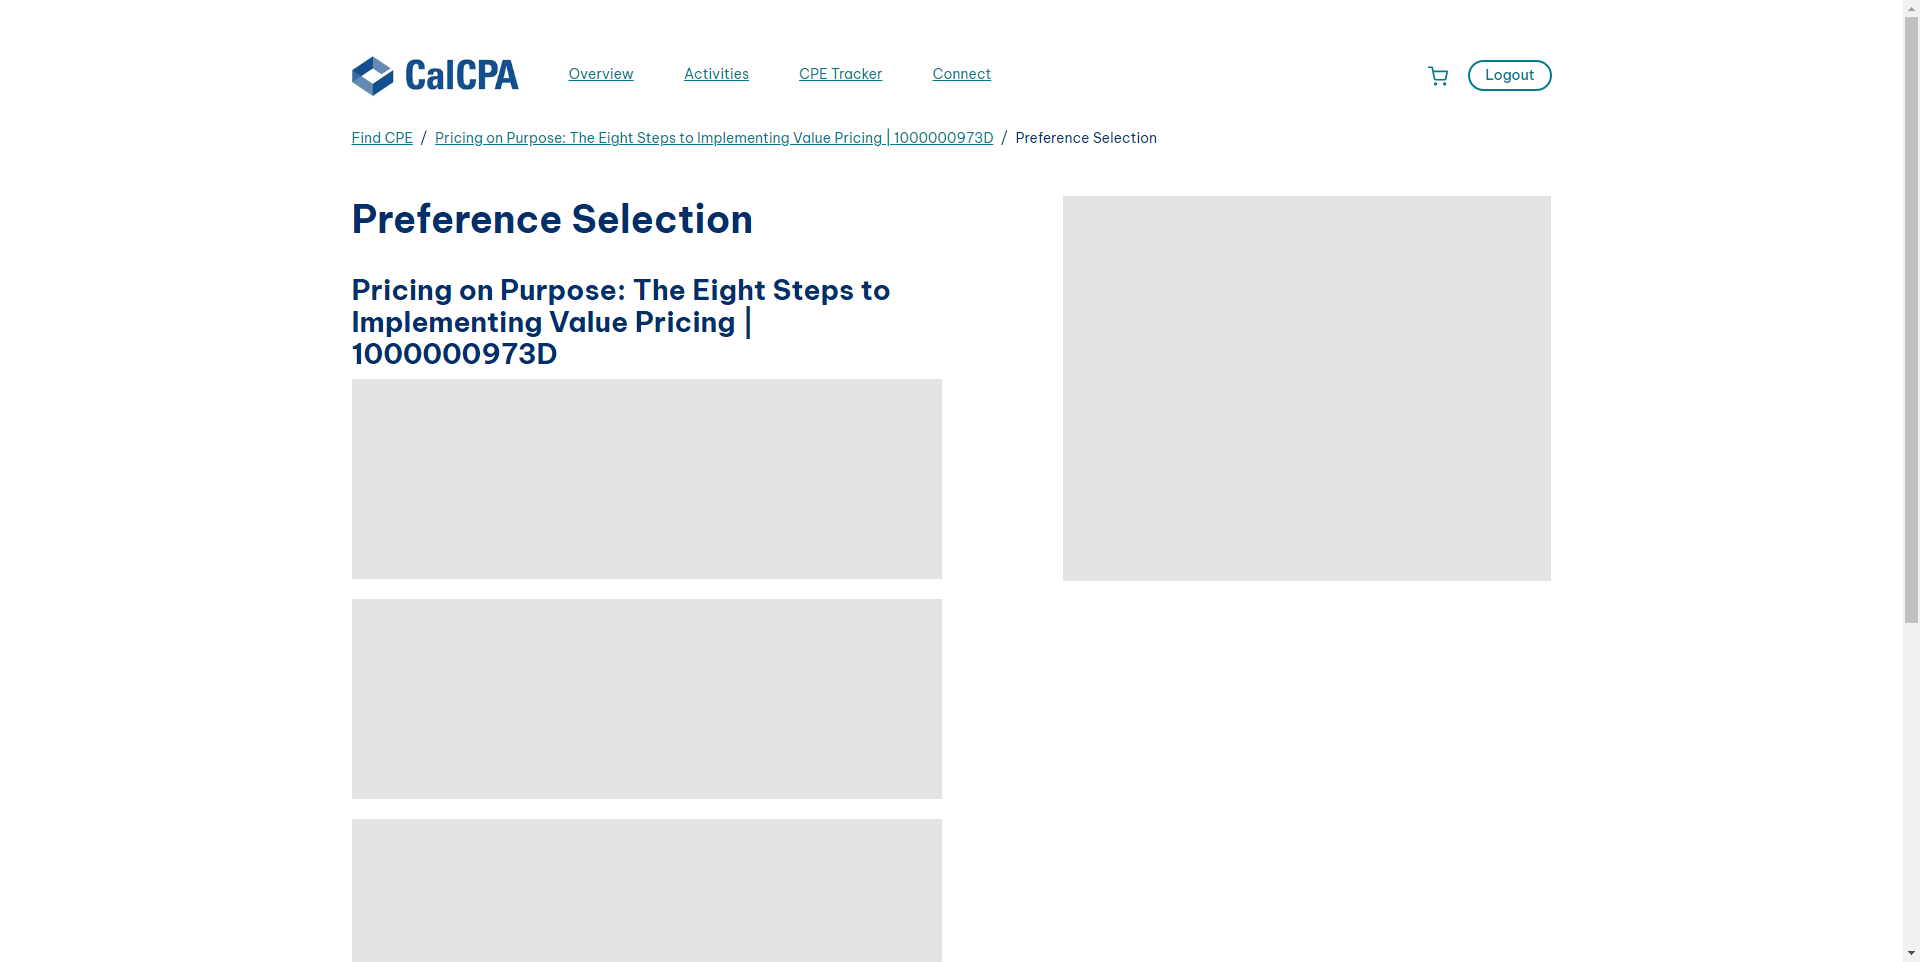 CalCPA
Overview
Activities
CPE Tracker
Connect
Logout
Find CPE / Pricing on Purpose: The Eight Steps to Implementing Value Pricing | 1000000973D / Preference Selection
Preference Selection
Pricing on Purpose: The Eight Steps to
Implementing Value Pricing |
1000000973D